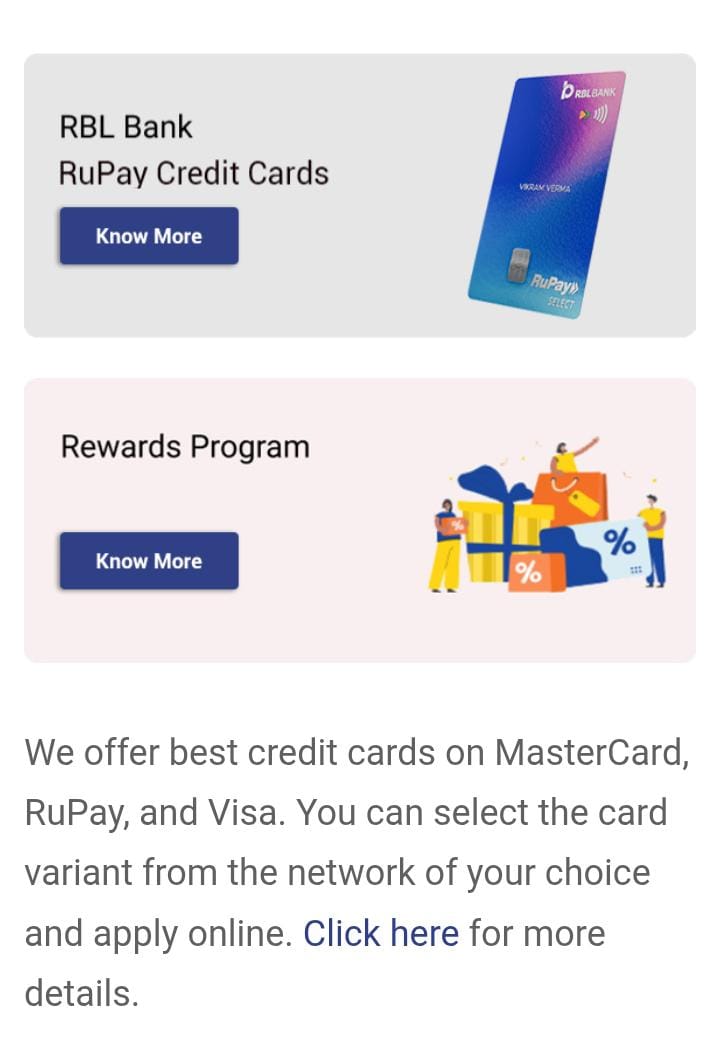 RBL Bank
RuPay Credit Cards
Know More
RBLBANK
VIKRAM VERMA
RuPay
SELECT
Rewards Program
Know More
%
%
%
We offer best credit cards on MasterCard,
RuPay, and Visa. You can select the card
variant from the network of your choice
and apply online. Click here for more
details.